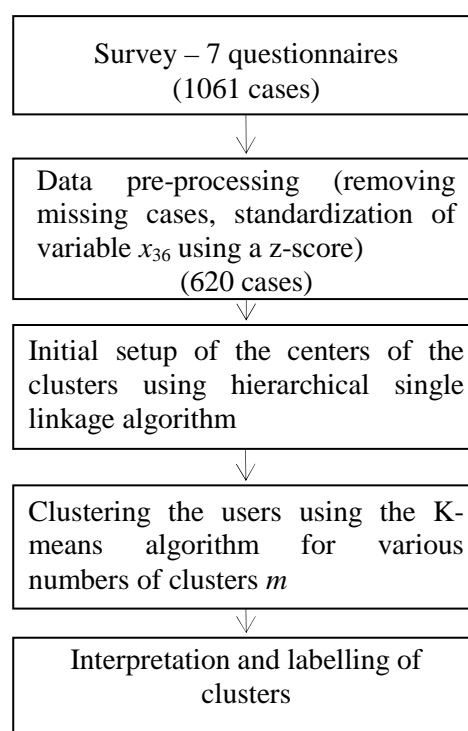 Survey – 7 questionnaires
(1061 cases)
Data pre-processing (removing
missing cases, standardization of
variable x₃₆ using a z-score)
(620 cases)
Initial setup of the centers of the
clusters using hierarchical single
linkage algorithm
Clustering the users using the K-
means algorithm for various
numbers of clusters m
Interpretation and labelling of
clusters